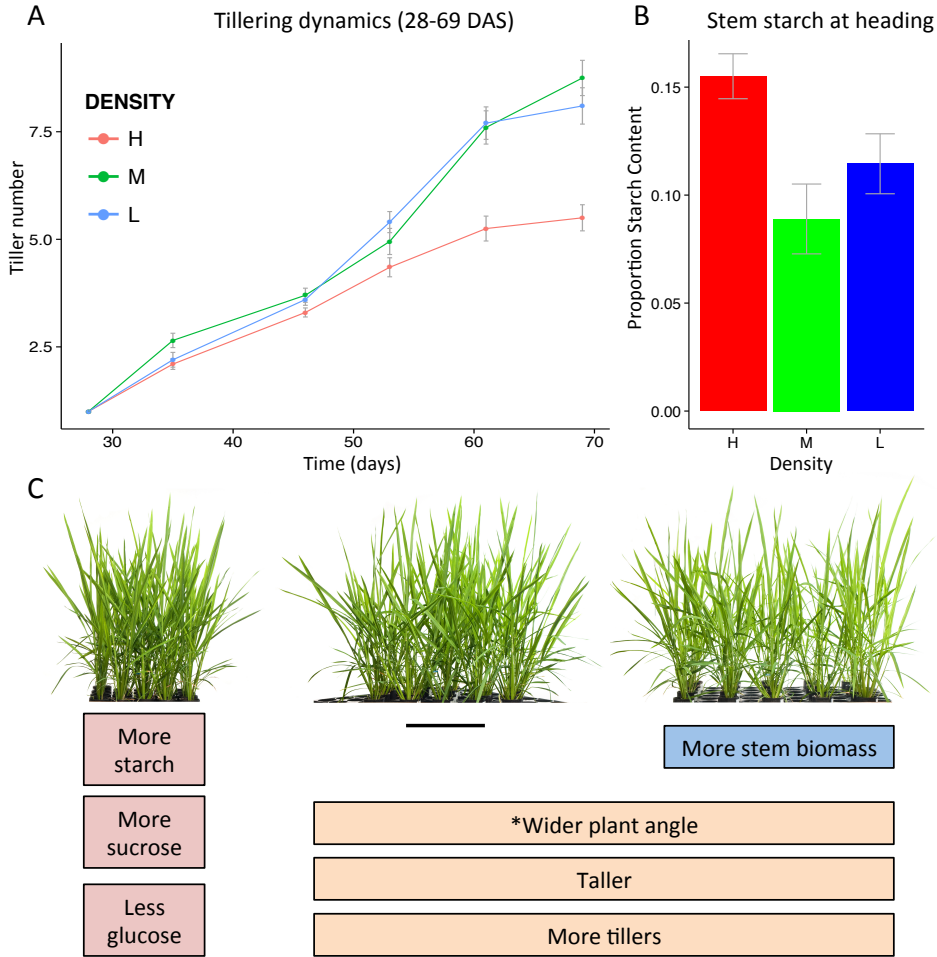 A
Tillering dynamics (28-69 DAS)
DENSITY
H
M
L
Tiller number
7.5
5.0
2.5
30
40
50
60
70
Time (days)
B
Stem starch at heading
Proportion Starch Content
0.15
0.10
0.05
0.00
H
M
L
Density
C
More
starch
More
sucrose
Less
glucose
More stem biomass
*Wider plant angle
Taller
More tillers